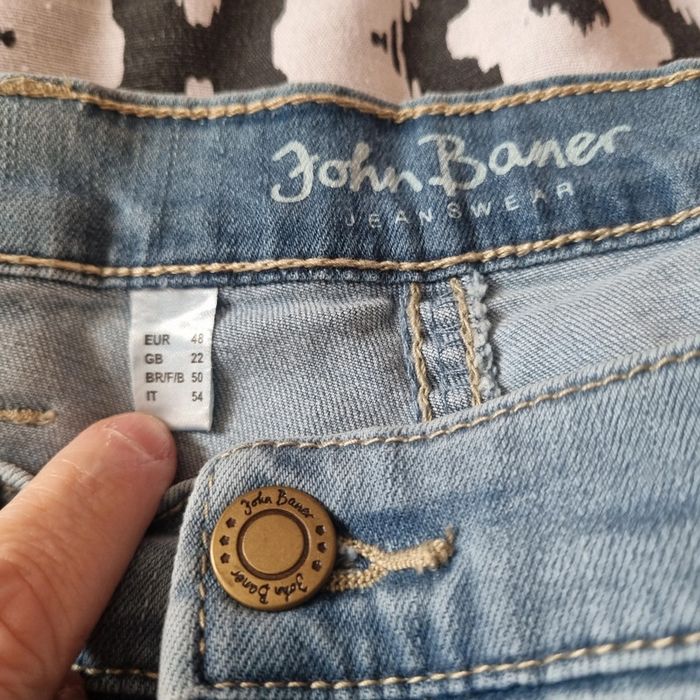 John Baner
JEANSWEAR
EUR 48
GB 22
BR/F/B 50
IT 54
John Baner
John Baner